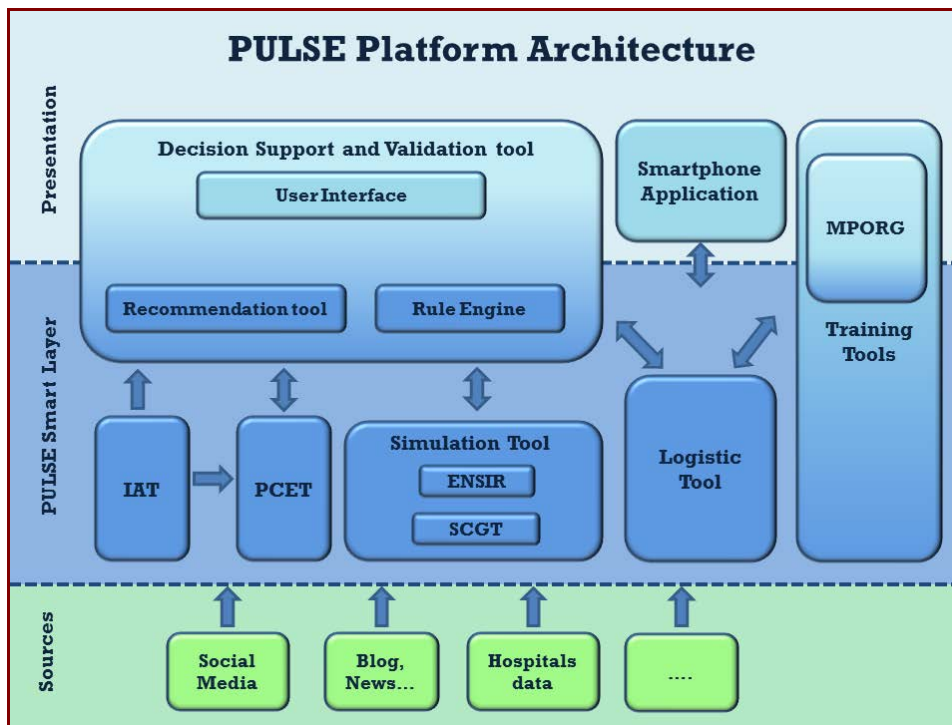 PULSE Platform Architecture
Presentation
Decision Support and Validation tool
User Interface
Recommendation tool
Rule Engine
Smartphone
Application
MPORG
Training
Tools
PULSE Smart Layer
IAT
PCET
Simulation Tool
ENSIR
SCGT
Logistic
Tool
Sources
Social
Media
Blog,
News...
Hospitals
data
....